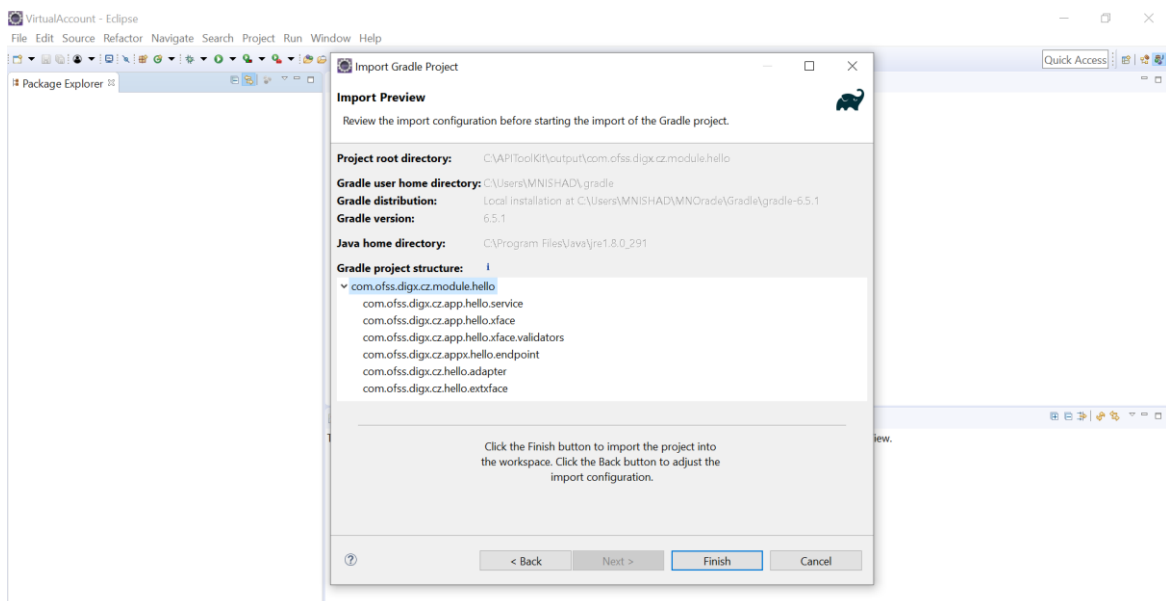 VirtualAccount - Eclipse
File Edit Source Refactor Navigate Search Project Run Window Help
Quick Access
Package Explorer
Import Gradle Project
Import Preview
Review the import configuration before starting the import of the Gradle project.
Project root directory: C:\APIToolKit\output\com.ofss.digx.cz.module.hello
Gradle user home directory: C:\Users\MNISHAD\.gradle
Gradle distribution: Local installation at C:\Users\MNISHAD\MNOracle\Gradle\gradle-6.5.1
Gradle version: 6.5.1
Java home directory: C:\Program Files\Java\jre1.8.0_291
Gradle project structure:
com.ofss.digx.cz.module.hello
com.ofss.digx.cz.app.hello.service
com.ofss.digx.cz.app.hello.xface
com.ofss.digx.cz.app.hello.xface.validators
com.ofss.digx.cz.appx.hello.endpoint
com.ofss.digx.cz.hello.adapter
com.ofss.digx.cz.hello.extxface
iew.
Click the Finish button to import the project into
the workspace. Click the Back button to adjust the
import configuration.
< Back Next > Finish Cancel